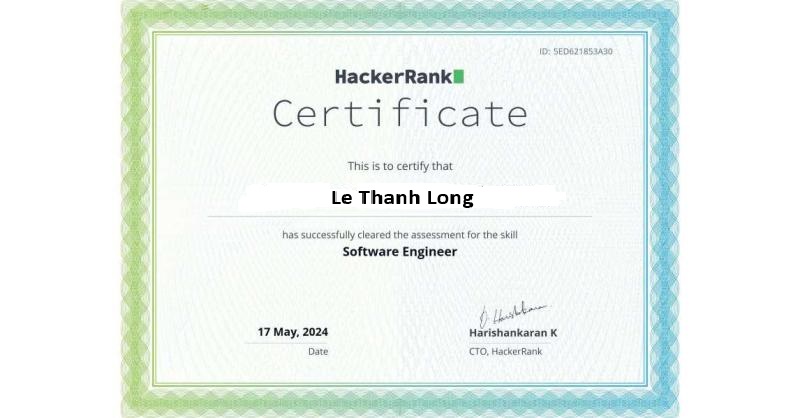 ID: 5ED621853A30
HackerRank
Certificate
This is to certify that
Le Thanh Long
has successfully cleared the assessment for the skill
Software Engineer
17 May, 2024
Date
Harishankaran K
CTO, HackerRank